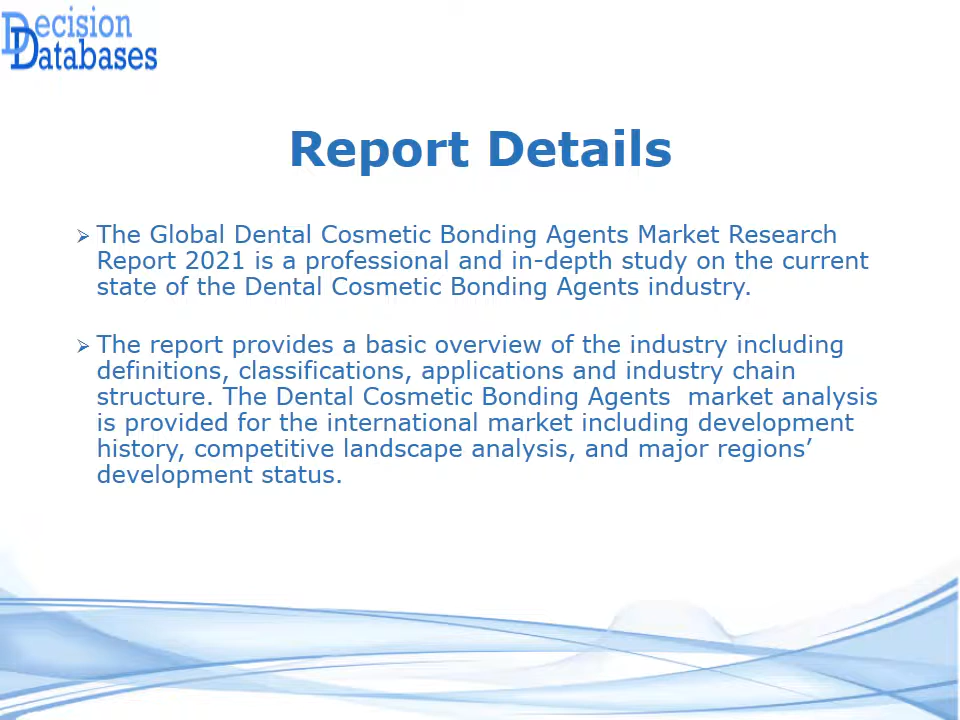 Decision
Databases
Report Details
➢ The Global Dental Cosmetic Bonding Agents Market Research
Report 2021 is a professional and in-depth study on the current
state of the Dental Cosmetic Bonding Agents industry.
➢ The report provides a basic overview of the industry including
definitions, classifications, applications and industry chain
structure. The Dental Cosmetic Bonding Agents  market analysis
is provided for the international market including development
history, competitive landscape analysis, and major regions’
development status.